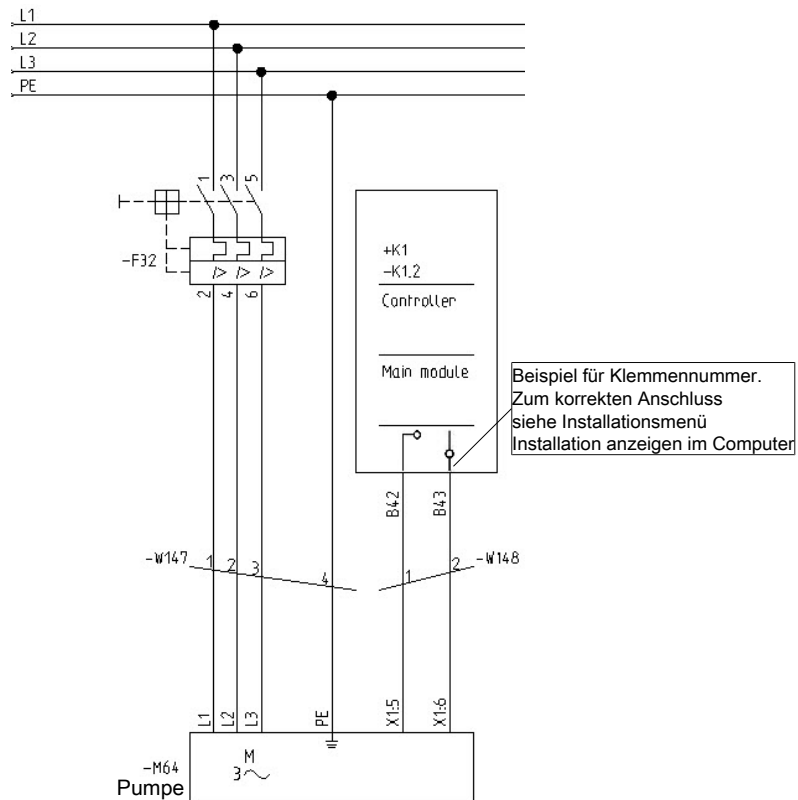 L1
L2
L3
PE
1 3 5
-F32
I> I> I>
2 4 6
+K1
-K1.2
Controller
Main module
Beispiel für Klemmennummer.
Zum korrekten Anschluss
siehe Installationsmenü
Installation anzeigen im Computer
B42 B43
-W147 1 2 3 4
1 2 -W148
L1 L2 L3 PE X1:5 X1:6
-M64
Pumpe
M
3~